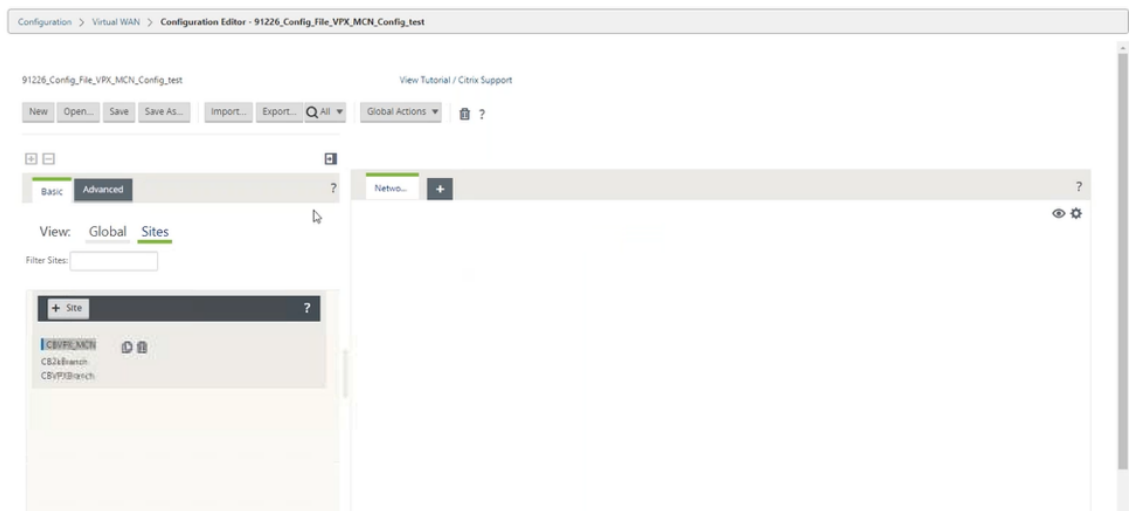 Configuration > Virtual WAN > Configuration Editor - 91226_Config_File_VPX_MCN_Config_test
91226_Config_File_VPX_MCN_Config_test
View Tutorial / Citrix Support
New Open... Save Save As... Import... Export... All Global Actions ?
Basic Advanced ?
Netwo... + ?
View: Global Sites
Filter Sites:
+ Site ?
CB2kBranch
CBVPXBranch